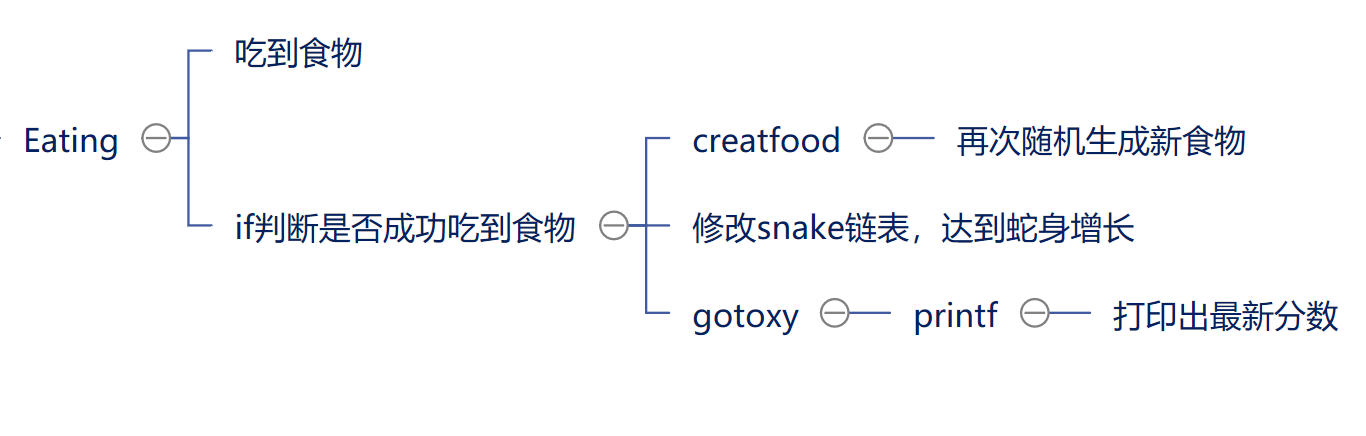 吃到食物
Eating
creatfood
再次随机生成新食物
if判断是否成功吃到食物
修改snake链表，达到蛇身增长
gotoxy
printf
打印出最新分数